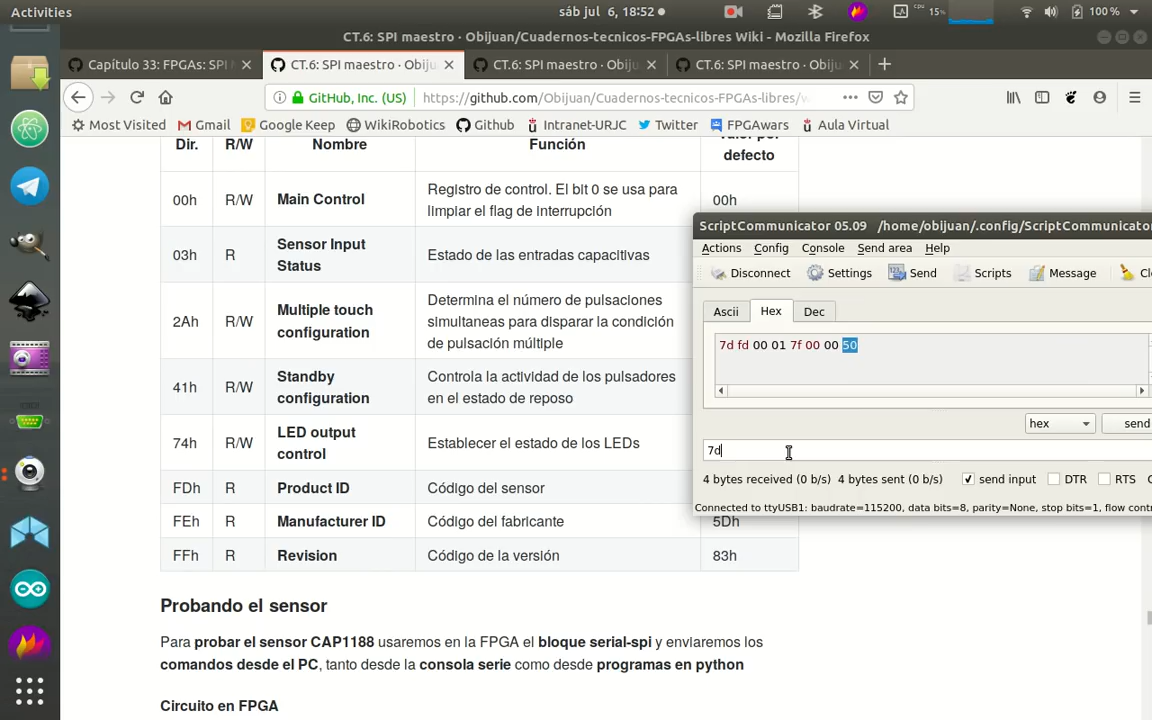 Activities
sáb jul 6, 18:52
cpu 15%
100 %
CT.6: SPI maestro · Obijuan/Cuadernos-tecnicos-FPGAs-libres Wiki - Mozilla Firefox
Capítulo 33: FPGAs: SPI M
CT.6: SPI maestro · Obiju
CT.6: SPI maestro · Obiju
CT.6: SPI maestro · Obiju
GitHub, Inc. (US)
https://github.com/Obijuan/Cuadernos-tecnicos-FPGAs-libres/w
Most Visited
Gmail
Google Keep
WikiRobotics
Github
Intranet-URJC
Twitter
FPGAwars
Aula Virtual
Dir. R/W Nombre Función Valor por
defecto
00h R/W Main Control Registro de control. El bit 0 se usa para
limpiar el flag de interrupción 00h
03h R Sensor Input
Status Estado de las entradas capacitivas
2Ah R/W Multiple touch
configuration Determina el número de pulsaciones
simultaneas para disparar la condición
de pulsación múltiple
41h R/W Standby
configuration Controla la actividad de los pulsadores
en el estado de reposo
74h R/W LED output
control Establecer el estado de los LEDs
FDh R Product ID Código del sensor
FEh R Manufacturer ID Código del fabricante 5Dh
FFh R Revision Código de la versión 83h
Probando el sensor
Para probar el sensor CAP1188 usaremos en la FPGA el bloque serial-spi y enviaremos los
comandos desde el PC, tanto desde la consola serie como desde programas en python
Circuito en FPGA
ScriptCommunicator 05.09 /home/obijuan/.config/ScriptCommunicator
Actions Config Console Send area Help
Disconnect Settings Send Scripts Message Cl
Ascii Hex Dec
7d fd 00 01 7f 00 00 50
hex send
7d
4 bytes received (0 b/s) 4 bytes sent (0 b/s) send input DTR RTS
Connected to ttyUSB1: baudrate=115200, data bits=8, parity=None, stop bits=1, flow contr